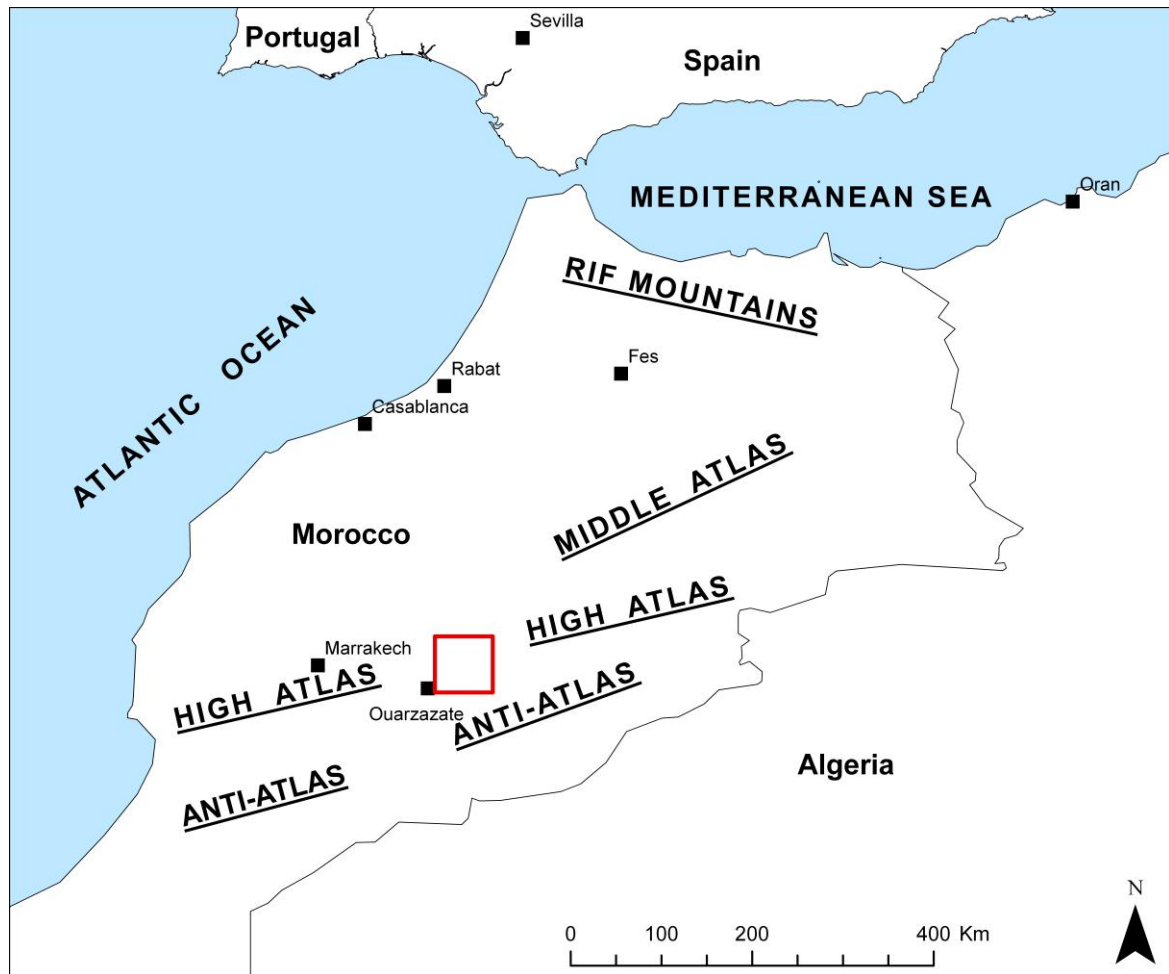 Sevilla
Portugal
Spain
Oran
MEDITERRANEAN SEA
RIF MOUNTAINS
ATLANTIC OCEAN
Fes
Rabat
Casablanca
MIDDLE ATLAS
Morocco
HIGH ATLAS
Marrakech
HIGH ATLAS
ANTI-ATLAS
Ouarzazate
Algeria
ANTI-ATLAS
N
0 100 200 400 Km